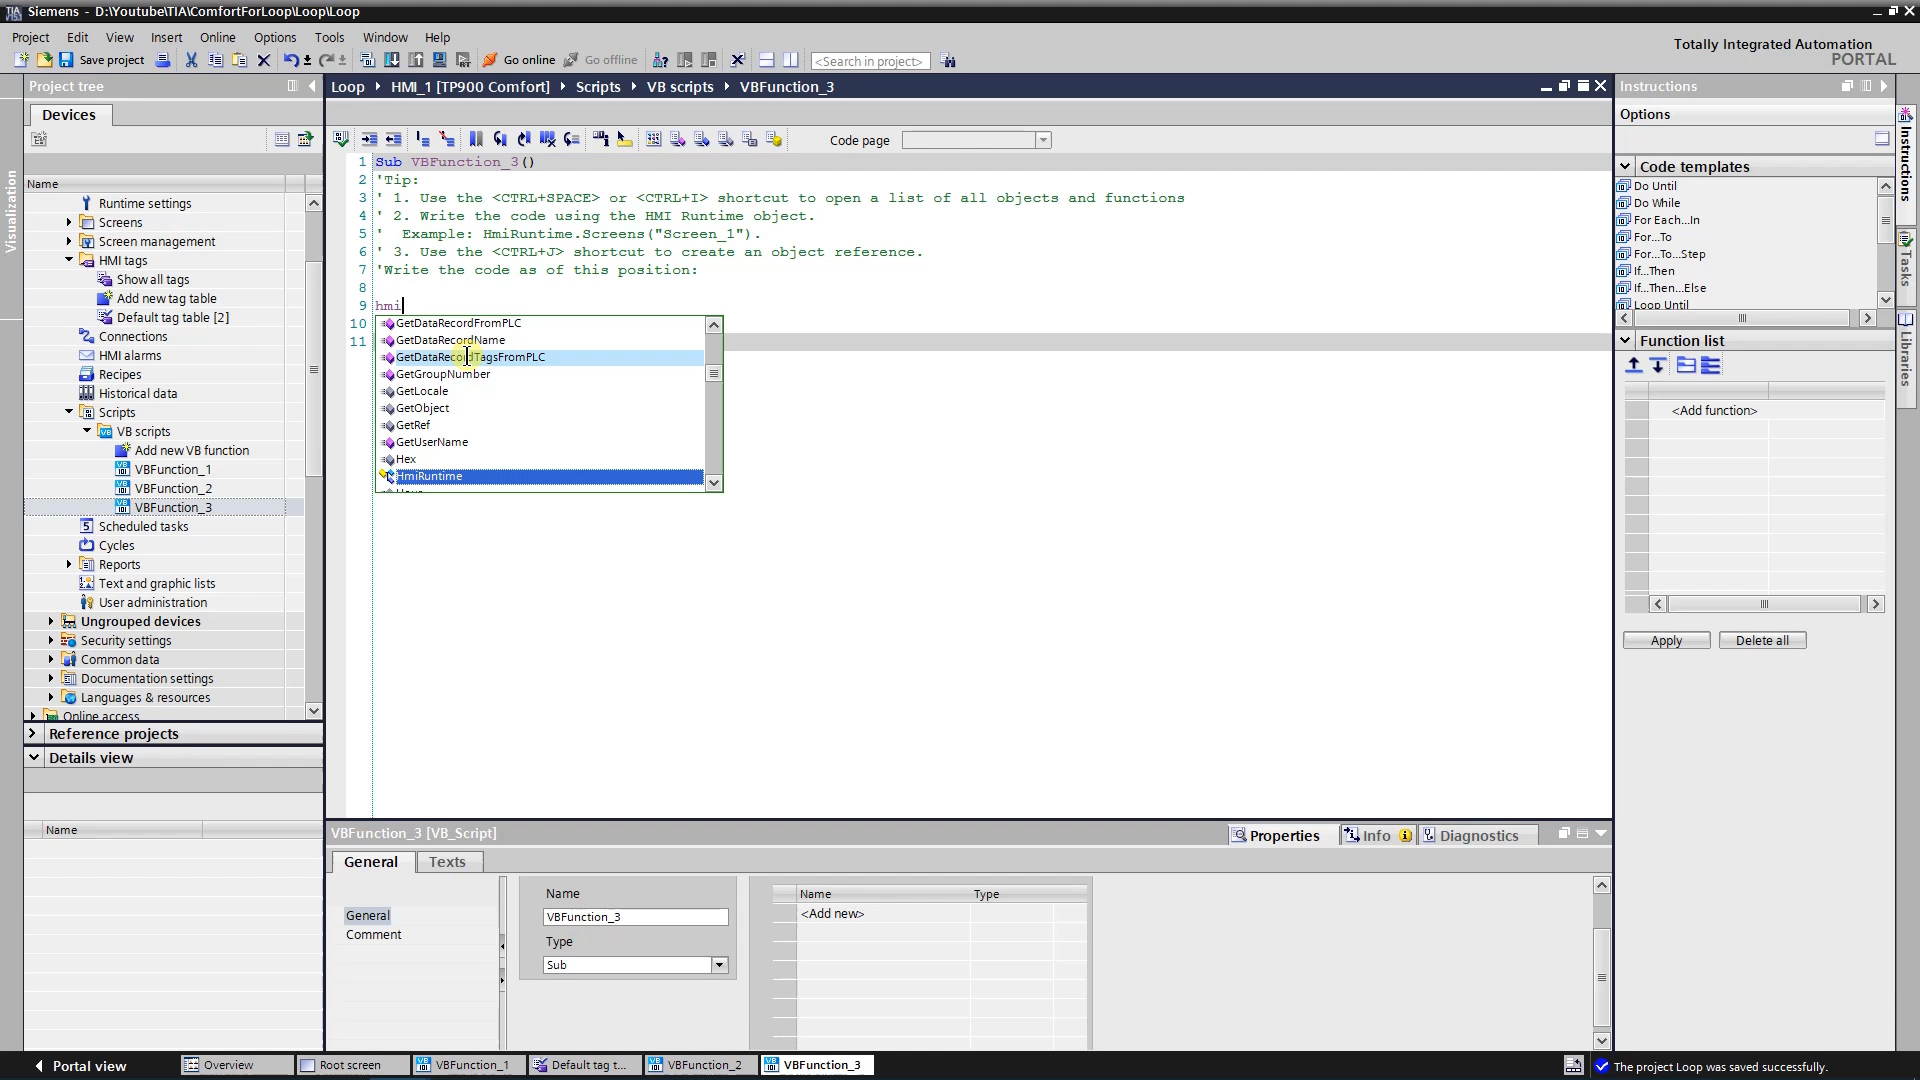 Siemens - D:\Youtube\TIA\ComfortForLoop\Loop\Loop
Project Edit View Insert Online Options Tools Window Help
Totally Integrated Automation
PORTAL
Save project
Go online
Go offline
<Search in project>
Project tree
Loop HMI_1 [TP900 Comfort] Scripts VB scripts VBFunction_3
Instructions
Devices
Options
Code page
Name
Runtime settings
Screens
Screen management
HMI tags
Show all tags
Add new tag table
Default tag table [2]
Connections
HMI alarms
Recipes
Historical data
Scripts
VB scripts
Add new VB function
VBFunction_1
VBFunction_2
VBFunction_3
Scheduled tasks
Cycles
Reports
Text and graphic lists
User administration
Ungrouped devices
Security settings
Common data
Documentation settings
Languages & resources
Online access
Reference projects
Details view
Name
Visualization
1 Sub VBFunction_3()
2 'Tip:
3 ' 1. Use the <CTRL+SPACE> or <CTRL+I> shortcut to open a list of all objects and functions
4 ' 2. Write the code using the HMI Runtime object.
5 '  Example: HmiRuntime.Screens("Screen_1").
6 ' 3. Use the <CTRL+J> shortcut to create an object reference.
7 'Write the code as of this position:
8
9 hmi
10
11
GetDataRecordFromPLC
GetDataRecordName
GetDataRecordTagsFromPLC
GetGroupNumber
GetLocale
GetObject
GetRef
GetUserName
Hex
HmiRuntime
Code templates
Do Until
Do While
For Each...In
For...To
For...To...Step
If...Then
If...Then...Else
Loop Until
Function list
<Add function>
Apply
Delete all
Instructions
Tasks
Libraries
VBFunction_3 [VB_Script]
Properties
Info
Diagnostics
General
Texts
General
Comment
Name
VBFunction_3
Type
Sub
Name Type
<Add new>
Portal view
Overview
Root screen
VBFunction_1
Default tag t...
VBFunction_2
VBFunction_3
The project Loop was saved successfully.